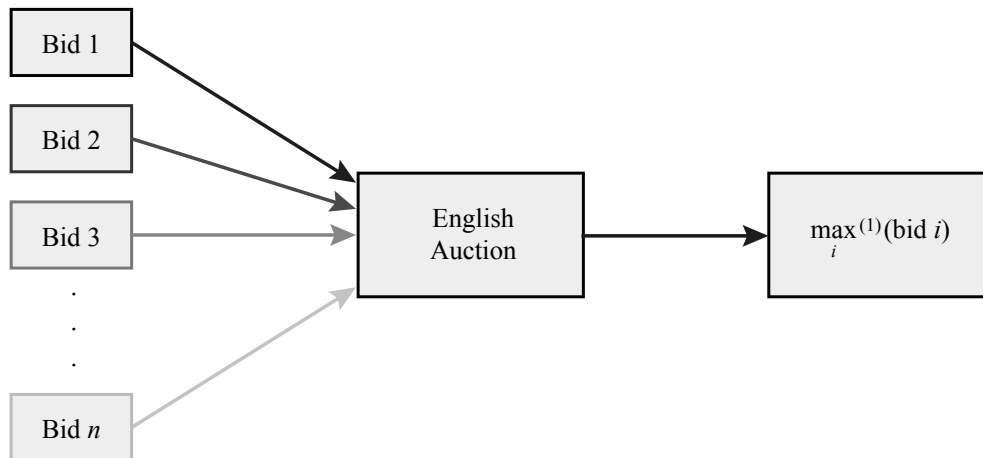 Bid 1
Bid 2
Bid 3
.
.
.
Bid n
English
Auction
max⁽¹⁾(bid i)
i